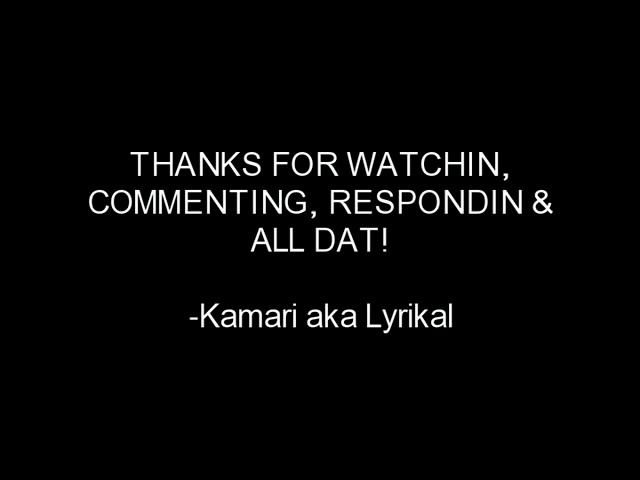 THANKS FOR WATCHIN,
COMMENTING, RESPONDIN &
ALL DAT!
-Kamari aka Lyrikal